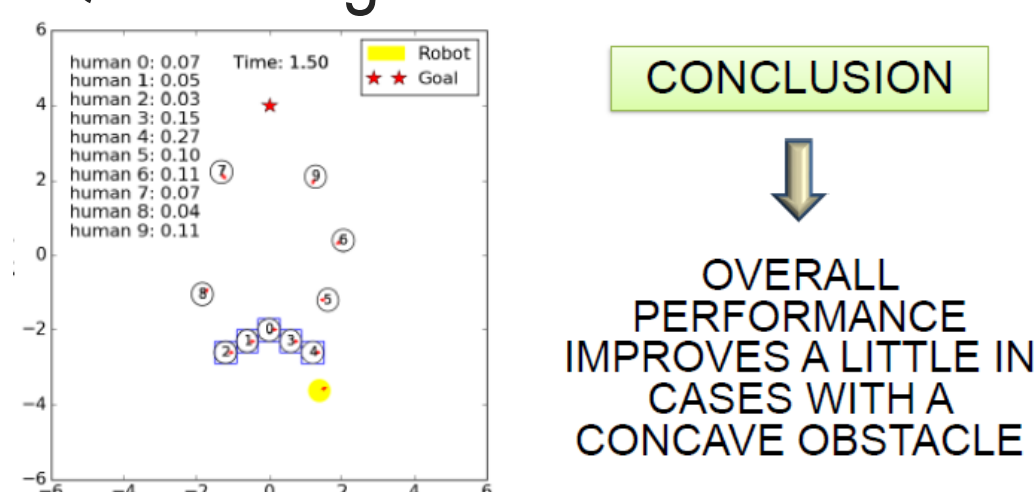 6
human 0: 0.07 Time: 1.50
human 1: 0.05
human 2: 0.03
human 3: 0.15
human 4: 0.27
human 5: 0.10
human 6: 0.11
human 7: 0.07
human 8: 0.04
human 9: 0.11
Robot
Goal
4
7
9
2
6
0
8
5
−2
0
1
3
2
4
−4
−6
−6 −4 −2 0 2 4 6
CONCLUSION
OVERALL
PERFORMANCE
IMPROVES A LITTLE IN
CASES WITH A
CONCAVE OBSTACLE